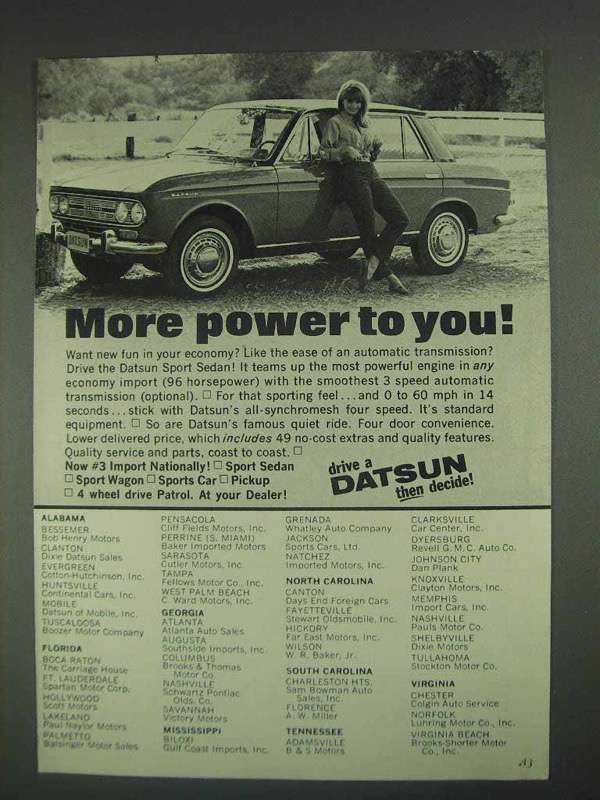 DATSUN
More power to you!
Want new fun in your economy? Like the ease of an automatic transmission?
Drive the Datsun Sport Sedan! It teams up the most powerful engine in any
economy import (96 horsepower) with the smoothest 3 speed automatic
transmission (optional). □ For that sporting feel...and 0 to 60 mph in 14
seconds...stick with Datsun's all-synchromesh four speed. It's standard
equipment. □ So are Datsun's famous quiet ride. Four door convenience.
Lower delivered price, which includes 49 no-cost extras and quality features.
Quality service and parts, coast to coast. □
Now #3 Import Nationally! □ Sport Sedan
□ Sport Wagon □ Sports Car □ Pickup
□ 4 wheel drive Patrol. At your Dealer!
drive a
DATSUN
then decide!
ALABAMA
BESSEMER
Bob Henry Motors
CLANTON
Dixie Datsun Sales
EVERGREEN
Cotton-Hutchinson, Inc.
HUNTSVILLE
Continental Cars, Inc.
MOBILE
Datsun of Mobile, Inc.
TUSCALOOSA
Boozer Motor Company
FLORIDA
BOCA RATON
The Carriage House
FT. LAUDERDALE
Spartan Motor Corp.
HOLLYWOOD
Scott Motors
LAKELAND
Paul Naylor Motors
PALMETTO
Batsinger Motor Sales
PENSACOLA
Cliff Fields Motors, Inc.
PERRINE (S. MIAMI)
Baker Imported Motors
SARASOTA
Cutler Motors, Inc.
TAMPA
Fellows Motor Co., Inc.
WEST PALM BEACH
C. Ward Motors, Inc.
GEORGIA
ATLANTA
Atlanta Auto Sales
AUGUSTA
Southside Imports, Inc.
COLUMBUS
Brooks & Thomas
Motor Co.
NASHVILLE
Schwartz Pontiac
Olds. Co.
SAVANNAH
Victory Motors
MISSISSIPPI
BILOXI
Gulf Coast Imports, Inc.
GRENADA
Whatley Auto Company
JACKSON
Sports Cars, Ltd.
NATCHEZ
Imported Motors, Inc.
NORTH CAROLINA
CANTON
Days End Foreign Cars
FAYETTEVILLE
Stewart Oldsmobile, Inc.
HICKORY
Far East Motors, Inc.
WILSON
W. R. Baker, Jr.
SOUTH CAROLINA
CHARLESTON HTS.
Sam Bowman Auto
Sales, Inc.
FLORENCE
A. W. Miller
TENNESSEE
ADAMSVILLE
B & S Motors
CLARKSVILLE
Car Center, Inc.
DYERSBURG
Revell G.M.C. Auto Co.
JOHNSON CITY
Dan Plank
KNOXVILLE
Clayton Motors, Inc.
MEMPHIS
Import Cars, Inc.
NASHVILLE
Pauls Motor Co.
SHELBYVILLE
Dixie Motors
TULLAHOMA
Stockton Motor Co.
VIRGINIA
CHESTER
Colgin Auto Service
NORFOLK
Luhring Motor Co., Inc.
VIRGINIA BEACH
Brooks-Shorter Motor
Co., Inc.